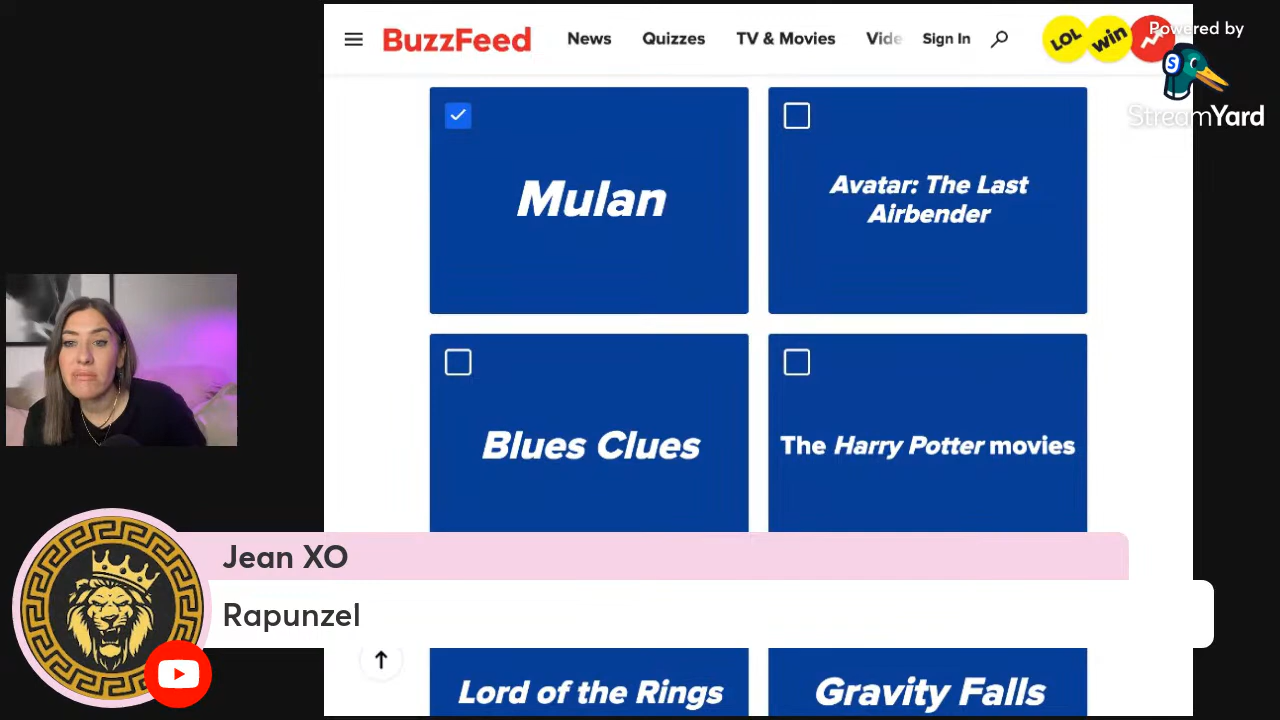 BuzzFeed News Quizzes TV & Movies Vide Sign In LOL win
Powered by
S
StreamYard
Mulan
Avatar: The Last
Airbender
Blues Clues
The Harry Potter movies
Jean XO
Rapunzel
Lord of the Rings
Gravity Falls